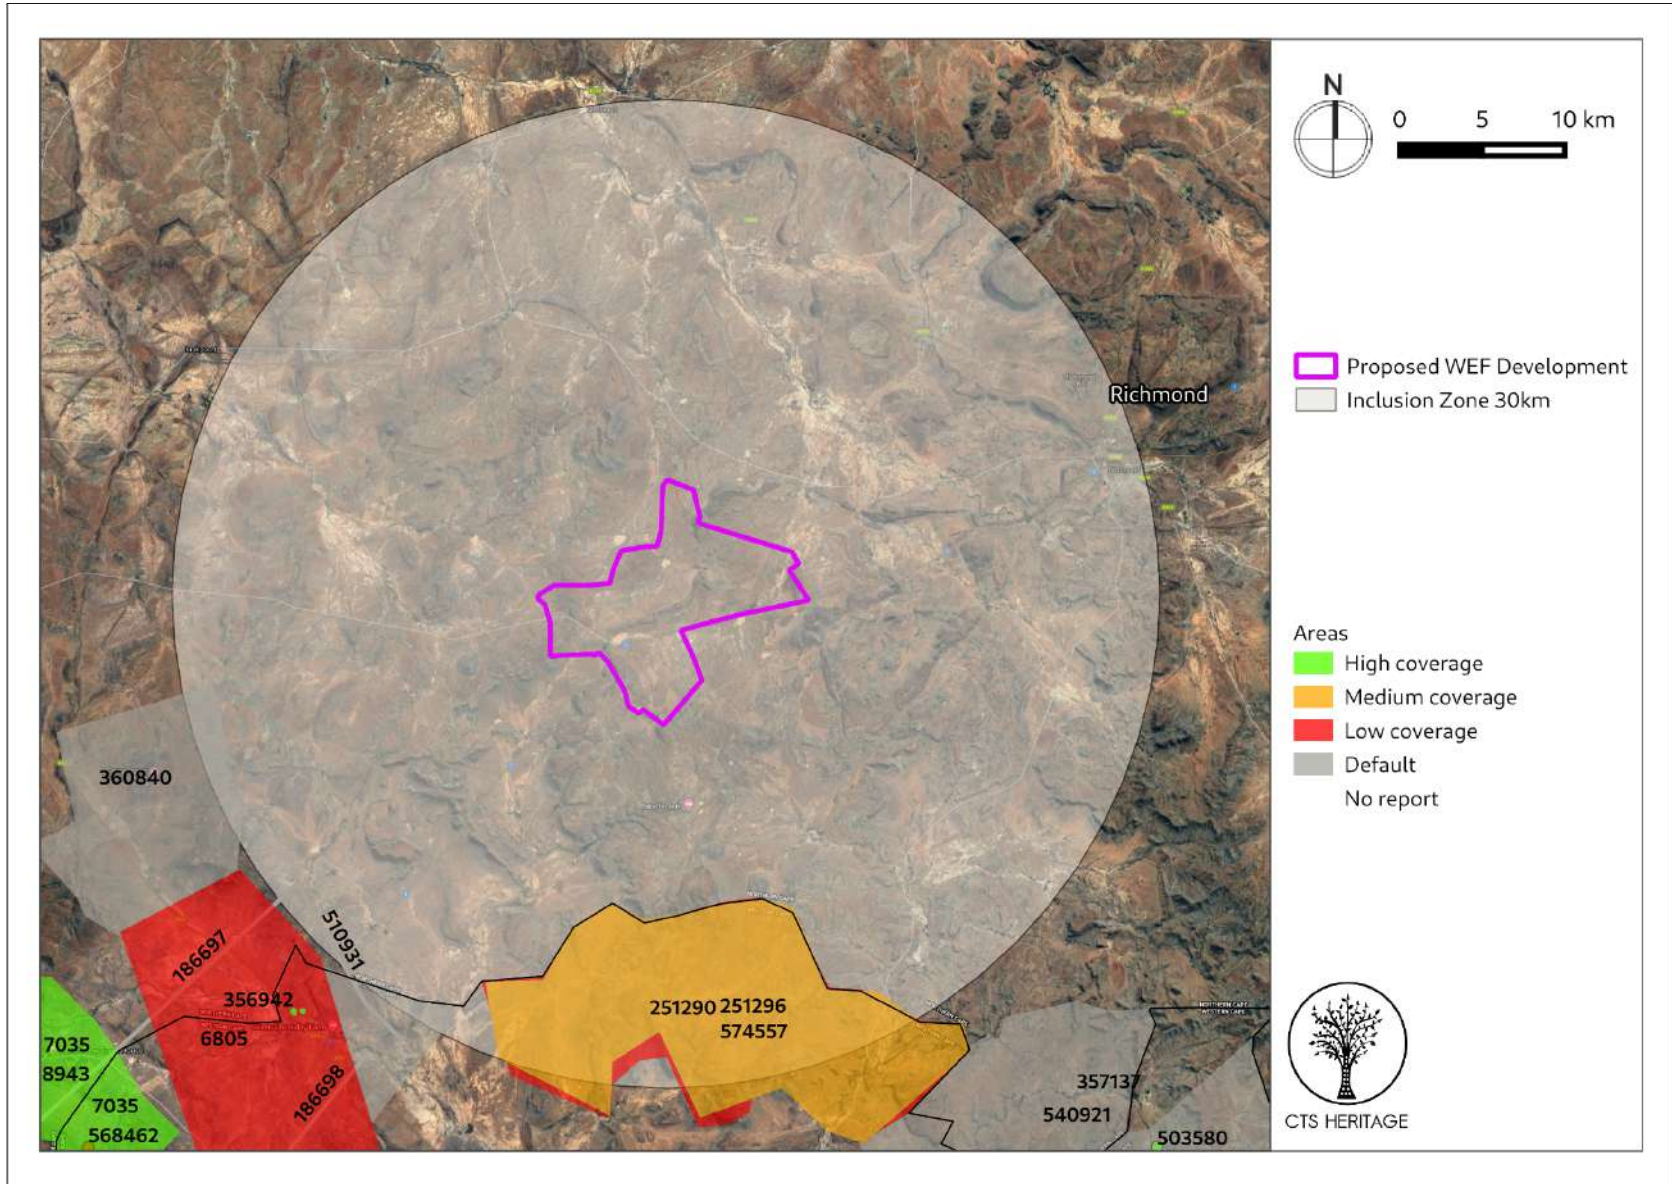 Richmond
360840
510931
186697
356942
6805
186698
251290 251296
574557
7035
8943
7035
568462
357137
540921
503580
N
0 5 10 km
Proposed WEF Development
Inclusion Zone 30km
Areas
High coverage
Medium coverage
Low coverage
Default
No report
CTS HERITAGE